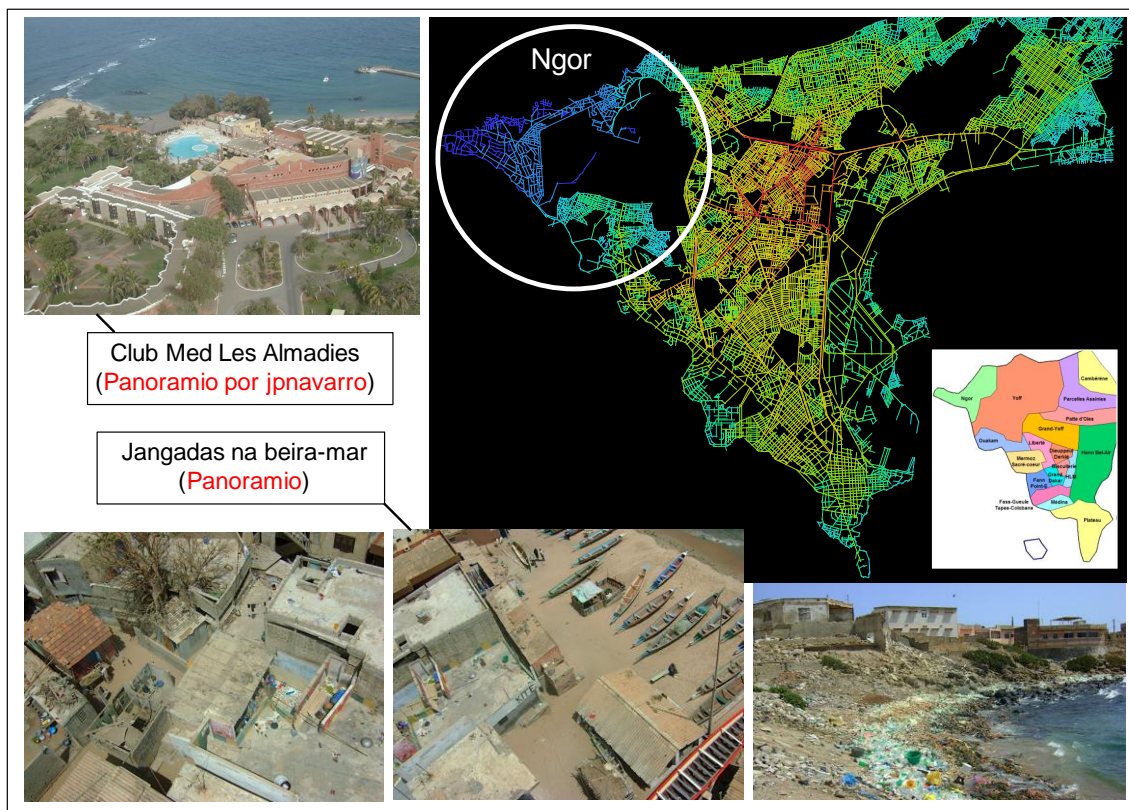 Ngor
Club Med Les Almadies
(Panoramio por jpnavarro)
Jangadas na beira-mar
(Panoramio)
Cambérène
Ngor
Yoff
Parcelles Assinies
Patte d'Oies
Grand-Yoff
Ouakam
Liberté
Hann Bel-Air
Dieuppeul
Derklé
Mermoz
Sacré-coeur
Biscuiterie
Grand
Dakar
HLM
Fann
Point-E
Fass-Gueule
Tapee-Colobane
Médina
Plateau